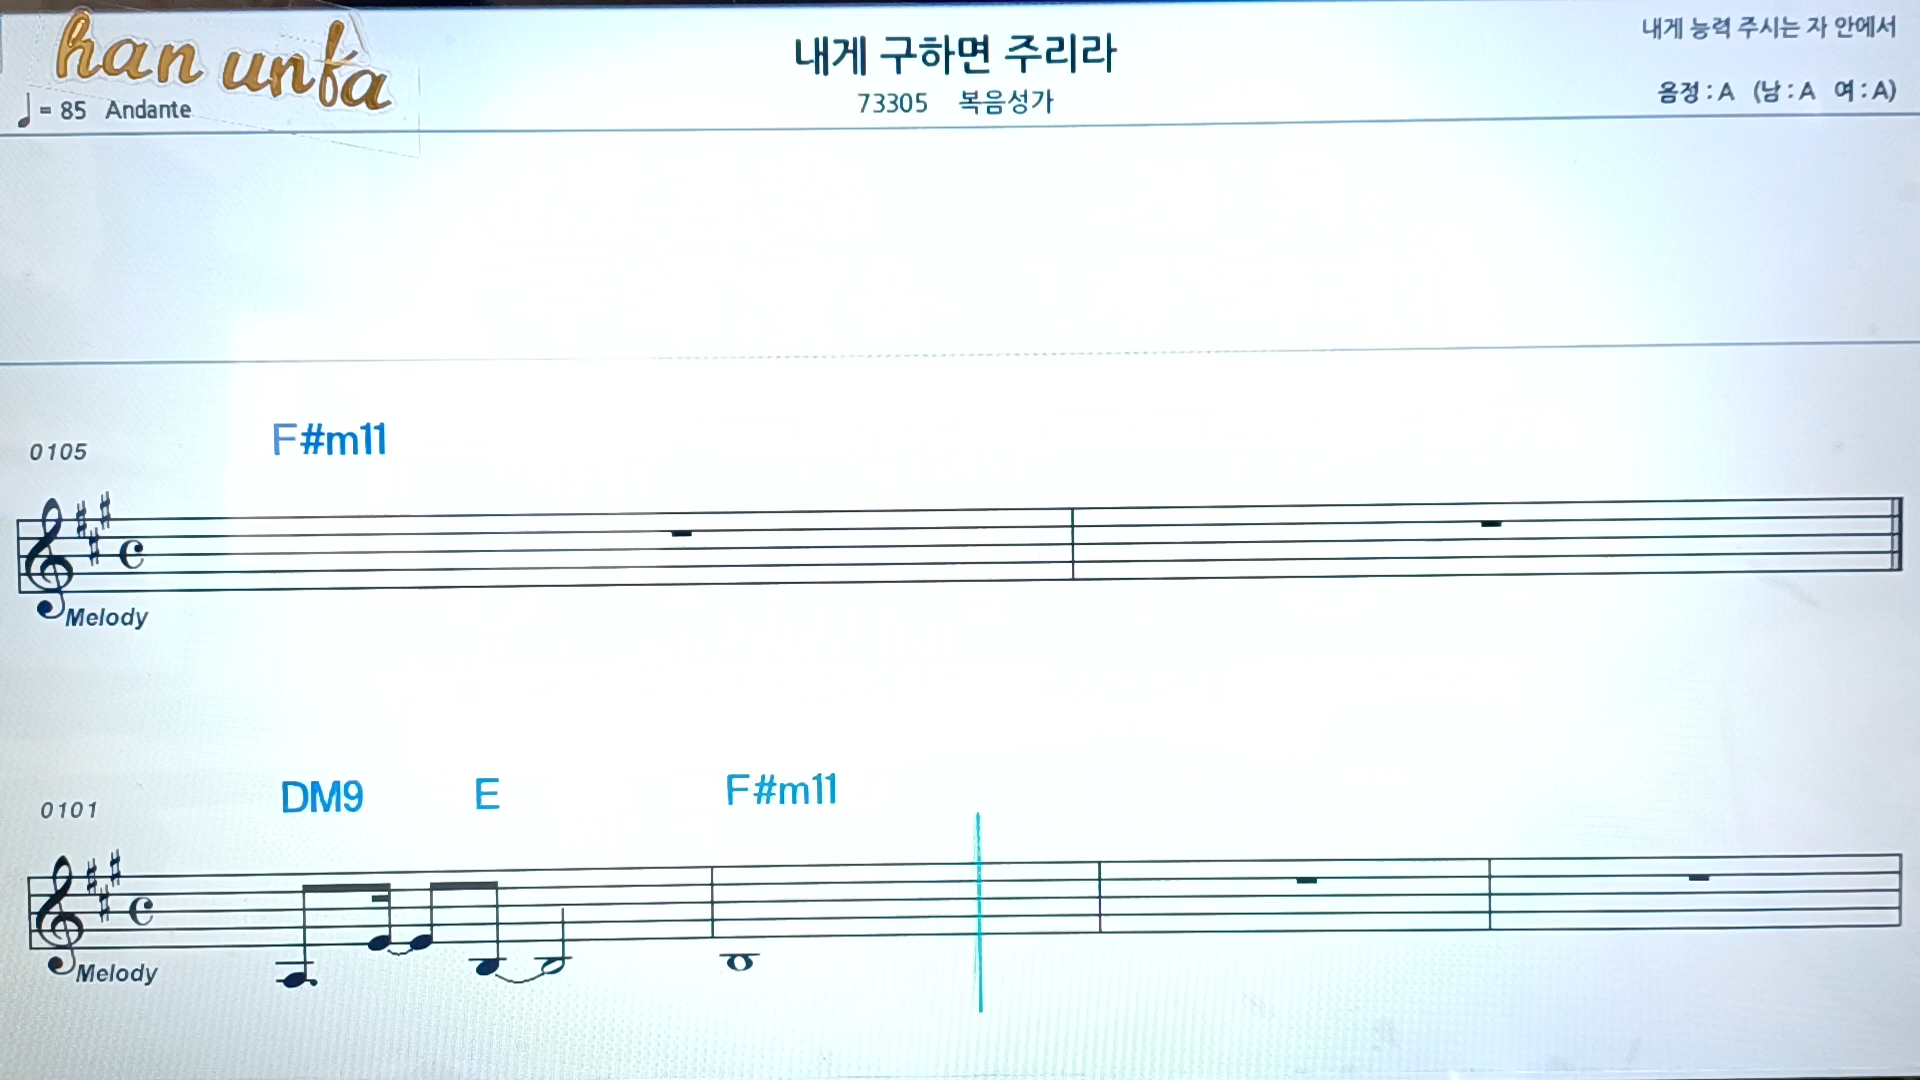 han unfa
내게 구하면 주리라
내게 능력 주시는 자 안에서
= 85 Andante
73305 복음성가
음정 : A (남 : A 여 : A)
0105
F#m11
Melody
0101
DM9 E F#m11
Melody